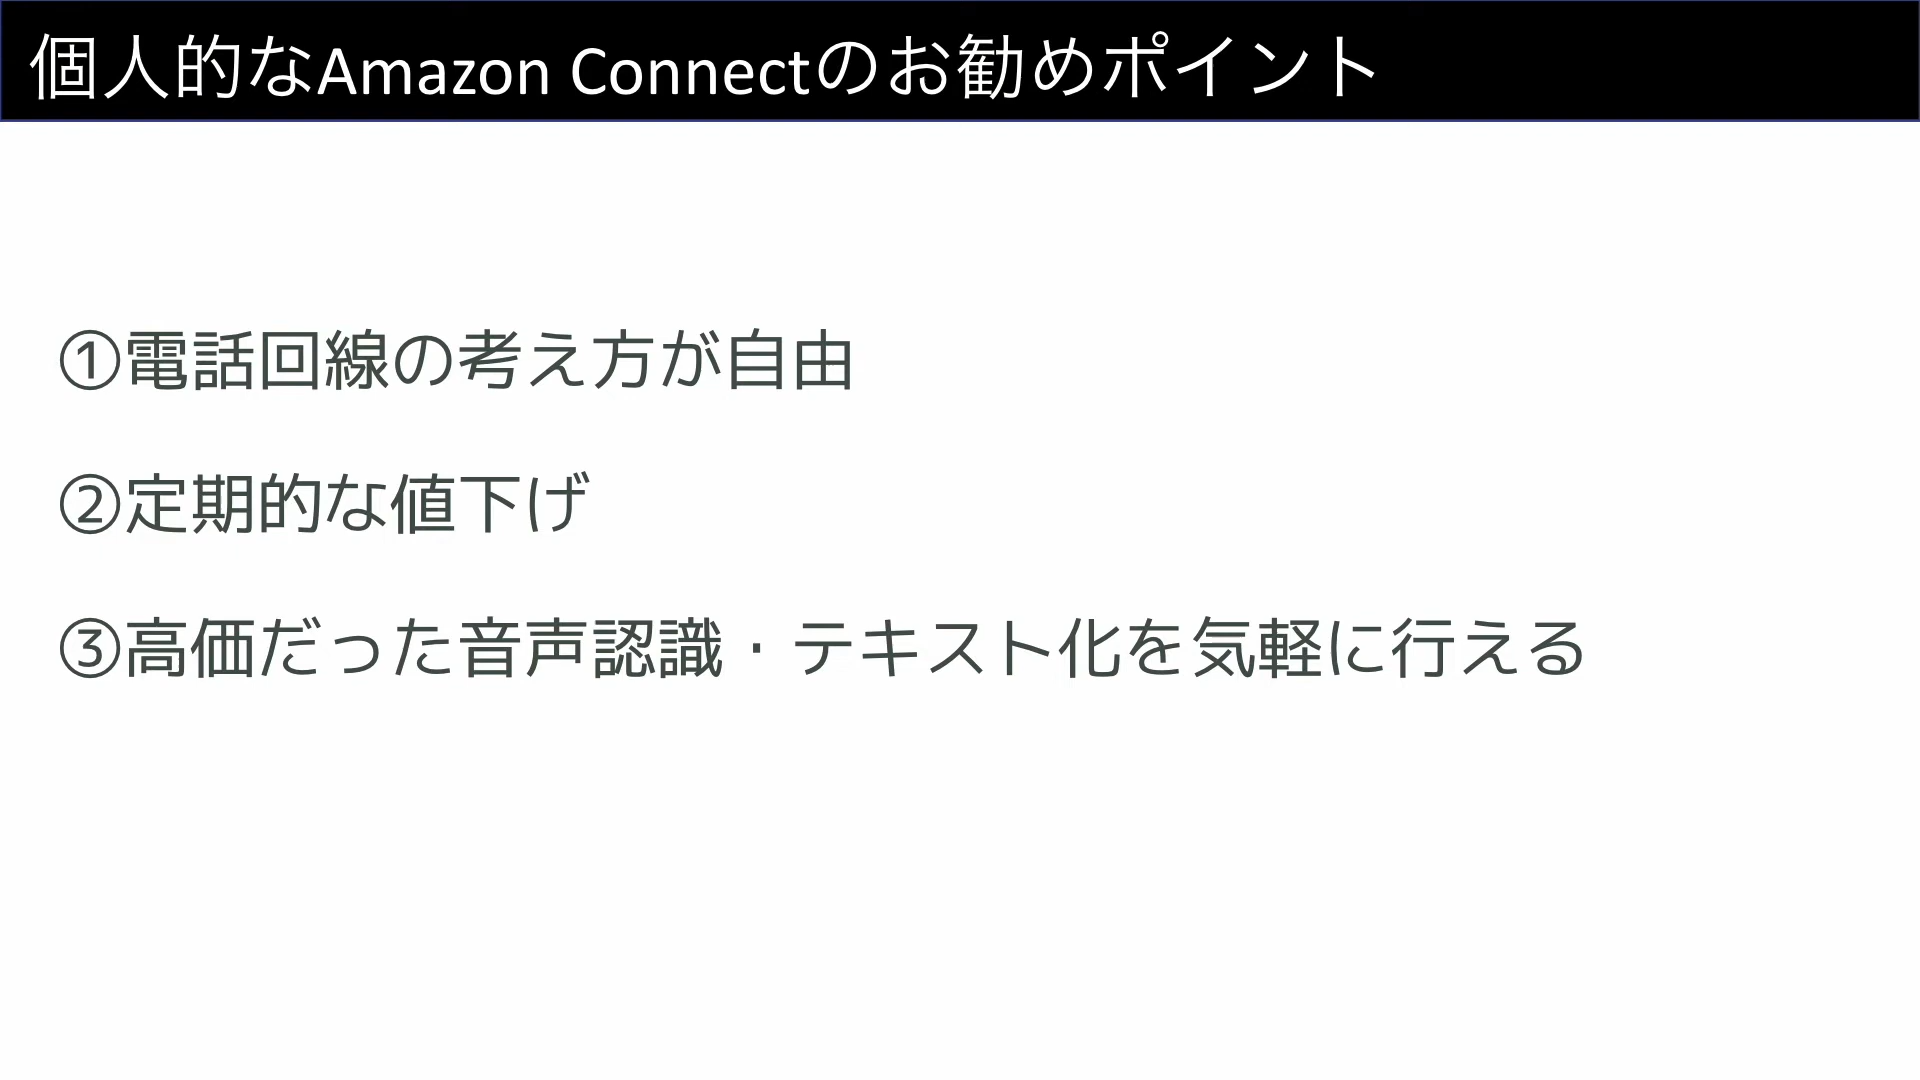 個人的なAmazon Connectのお勧めポイント
①電話回線の考え方が自由
②定期的な値下げ
③高価だった音声認識・テキスト化を気軽に行える